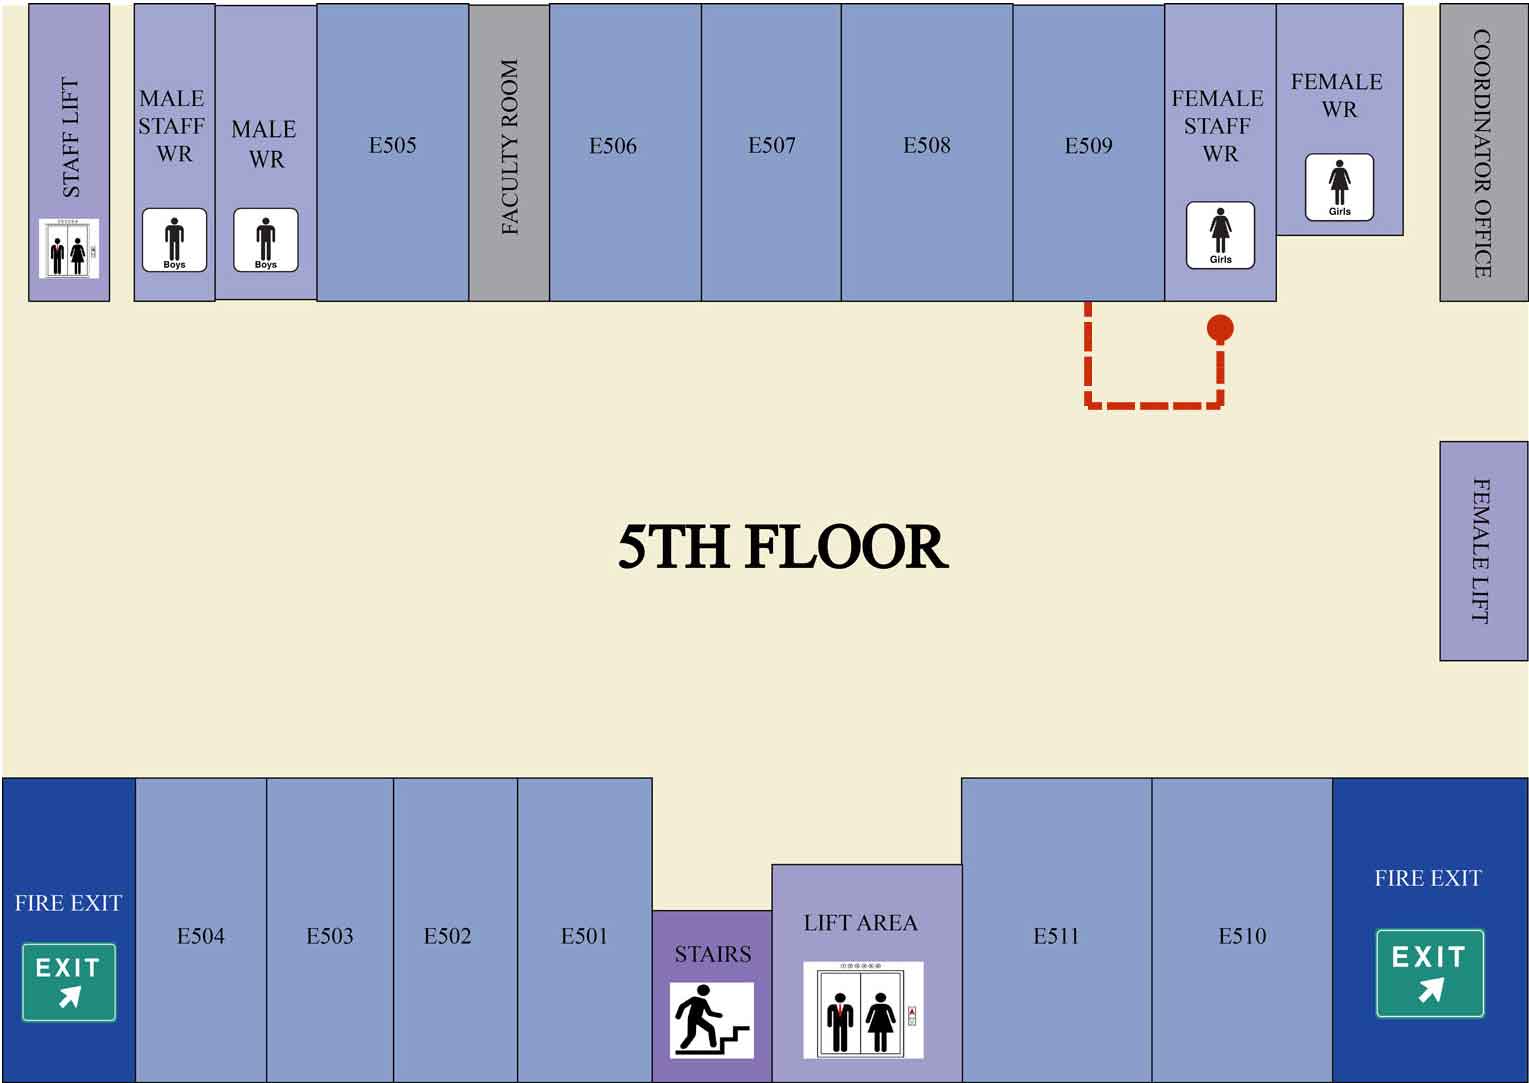 STAFF LIFT
MALE
STAFF
WR
Boys
MALE
WR
Boys
E505
FACULTY ROOM
E506
E507
E508
E509
FEMALE
STAFF
WR
Girls
FEMALE
WR
Girls
COORDINATOR OFFICE
5TH FLOOR
FEMALE LIFT
FIRE EXIT
EXIT
E504
E503
E502
E501
STAIRS
LIFT AREA
E511
E510
FIRE EXIT
EXIT